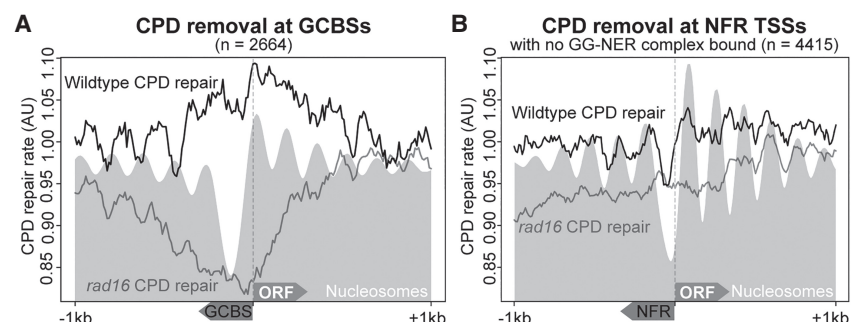 A
CPD removal at GCBSs
(n = 2664)
CPD repair rate (AU)
1.10
1.05
1.00
0.95
0.90
0.85
Wildtype CPD repair
rad16 CPD repair
ORF
Nucleosomes
GCBS
-1kb
+1kb
B
CPD removal at NFR TSSs
with no GG-NER complex bound (n = 4415)
CPD repair rate (AU)
1.10
1.05
1.00
0.95
0.90
0.85
Wildtype CPD repair
rad16 CPD repair
ORF
Nucleosomes
NFR
-1kb
+1kb